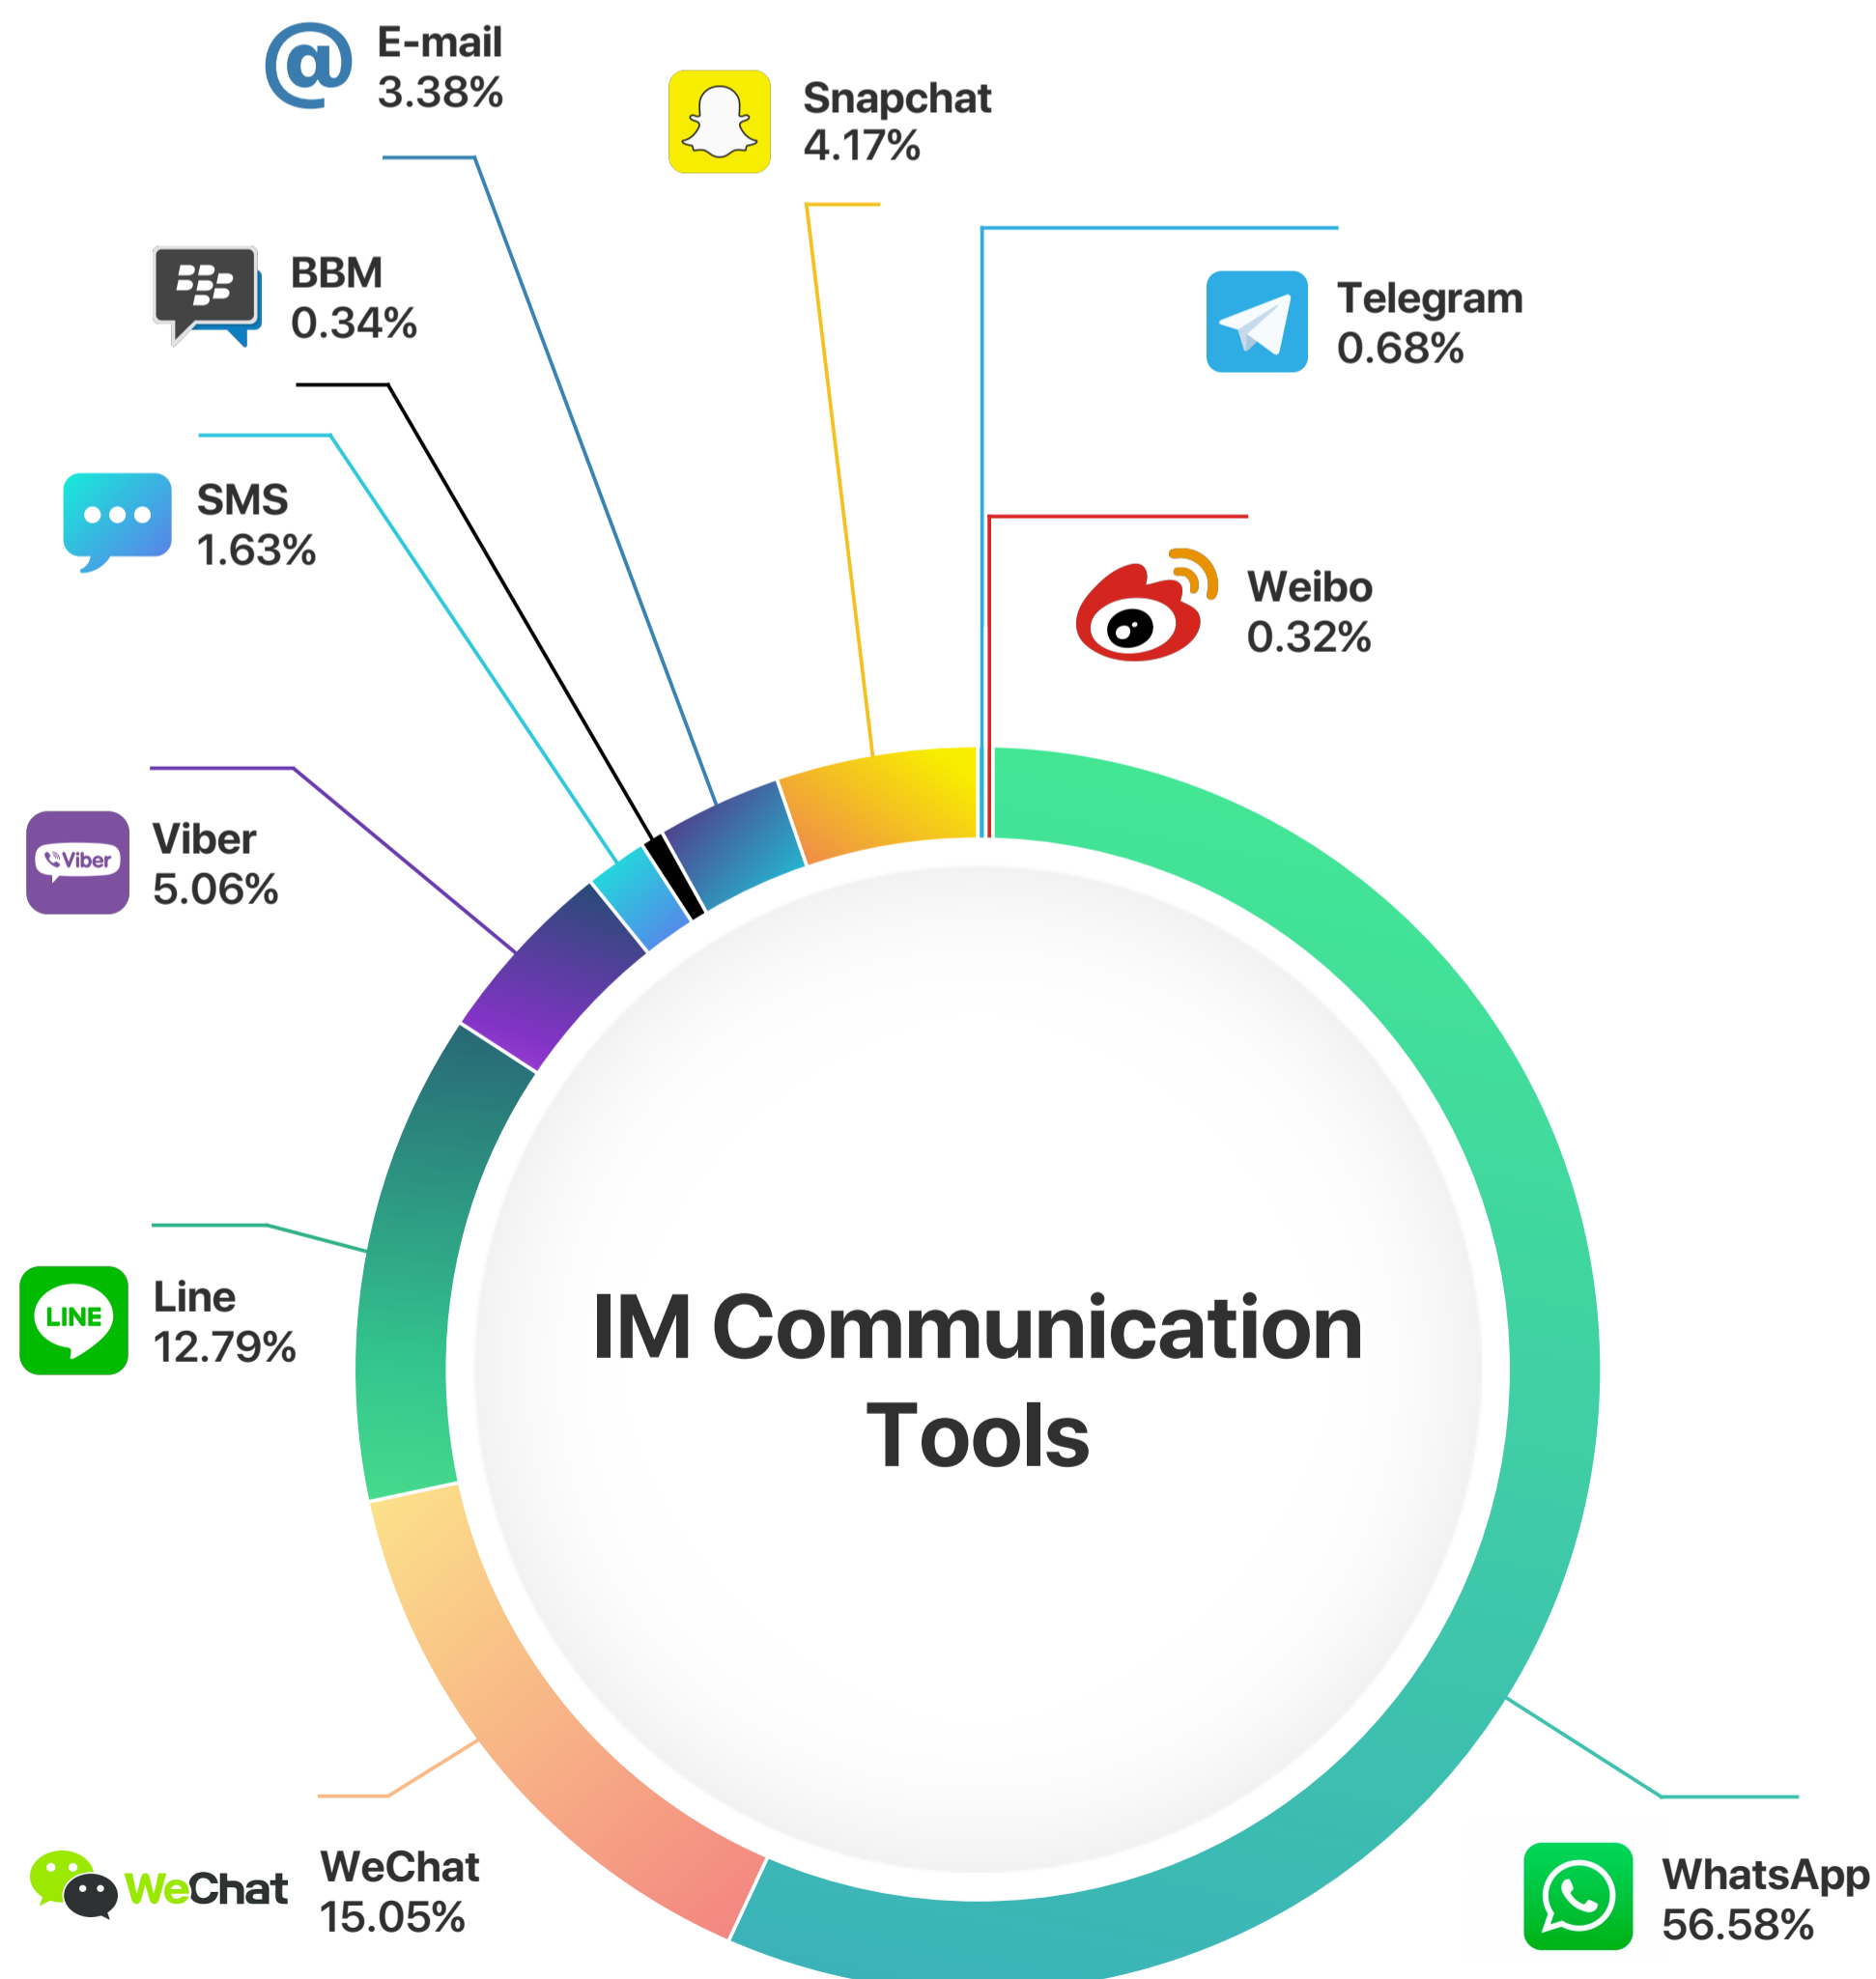 E-mail
3.38%
Snapchat
4.17%
BBM
0.34%
Telegram
0.68%
SMS
1.63%
Weibo
0.32%
Viber
Viber
5.06%
LINE
Line
12.79%
IM Communication
Tools
WeChat
WeChat
15.05%
WhatsApp
56.58%